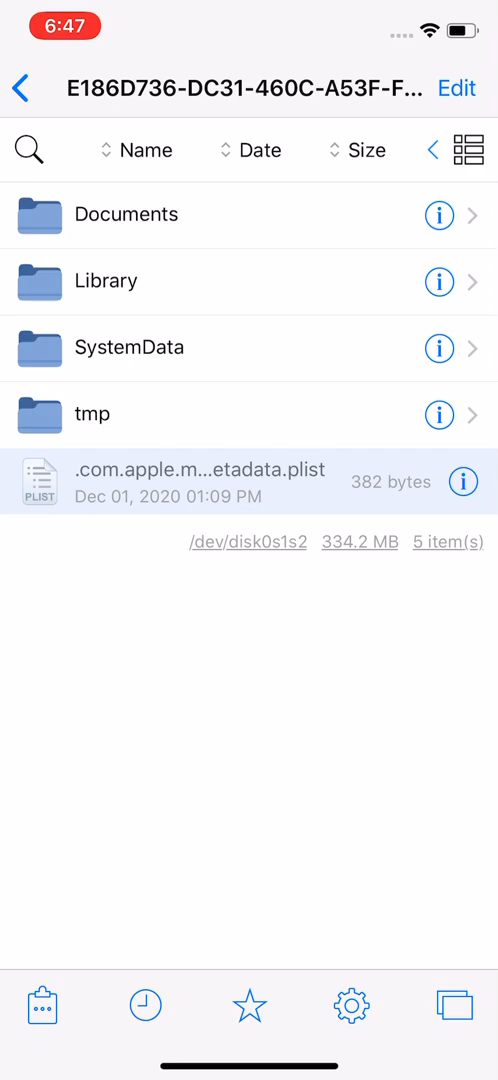 6:47
E186D736-DC31-460C-A53F-F... Edit
Name Date Size
Documents
Library
SystemData
tmp
.com.apple.m...etadata.plist
382 bytes
Dec 01, 2020 01:09 PM
PLIST
/dev/disk0s1s2 334.2 MB 5 item(s)